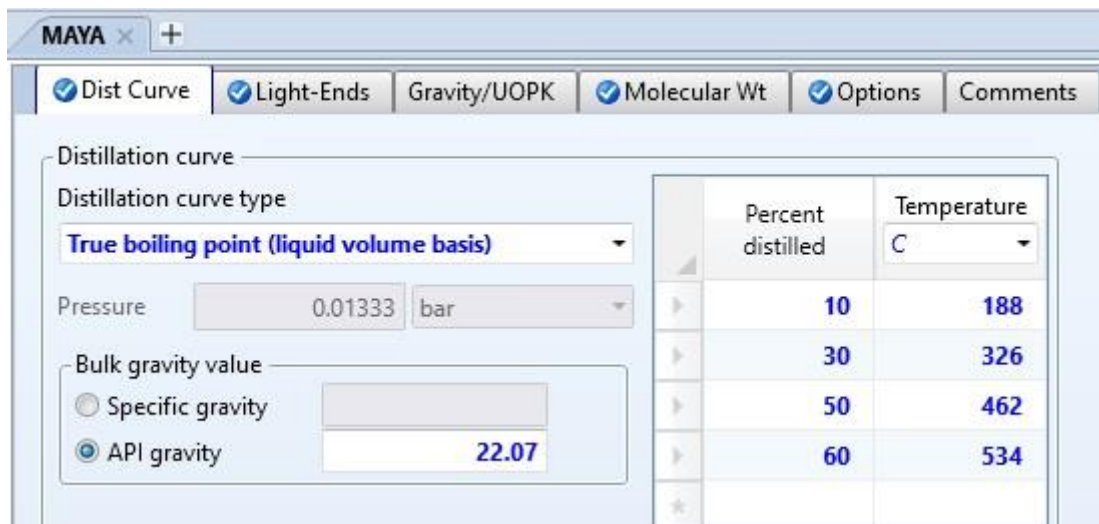 MAYA
Dist Curve Light-Ends Gravity/UOPK Molecular Wt Options Comments
Distillation curve
Distillation curve type
True boiling point (liquid volume basis)
Pressure 0.01333 bar
Bulk gravity value
Specific gravity
API gravity 22.07
Percent distilled Temperature
C
10 188
30 326
50 462
60 534